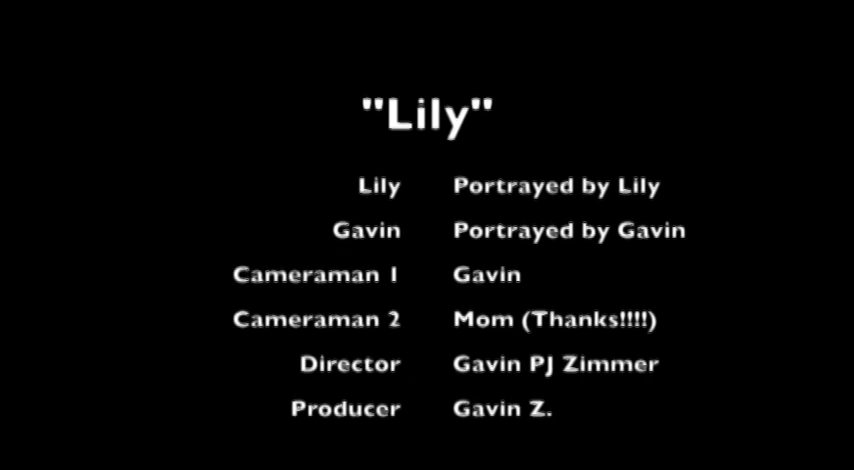 "Lily"
Lily Portrayed by Lily
Gavin Portrayed by Gavin
Cameraman 1 Gavin
Cameraman 2 Mom (Thanks!!!!)
Director Gavin PJ Zimmer
Producer Gavin Z.